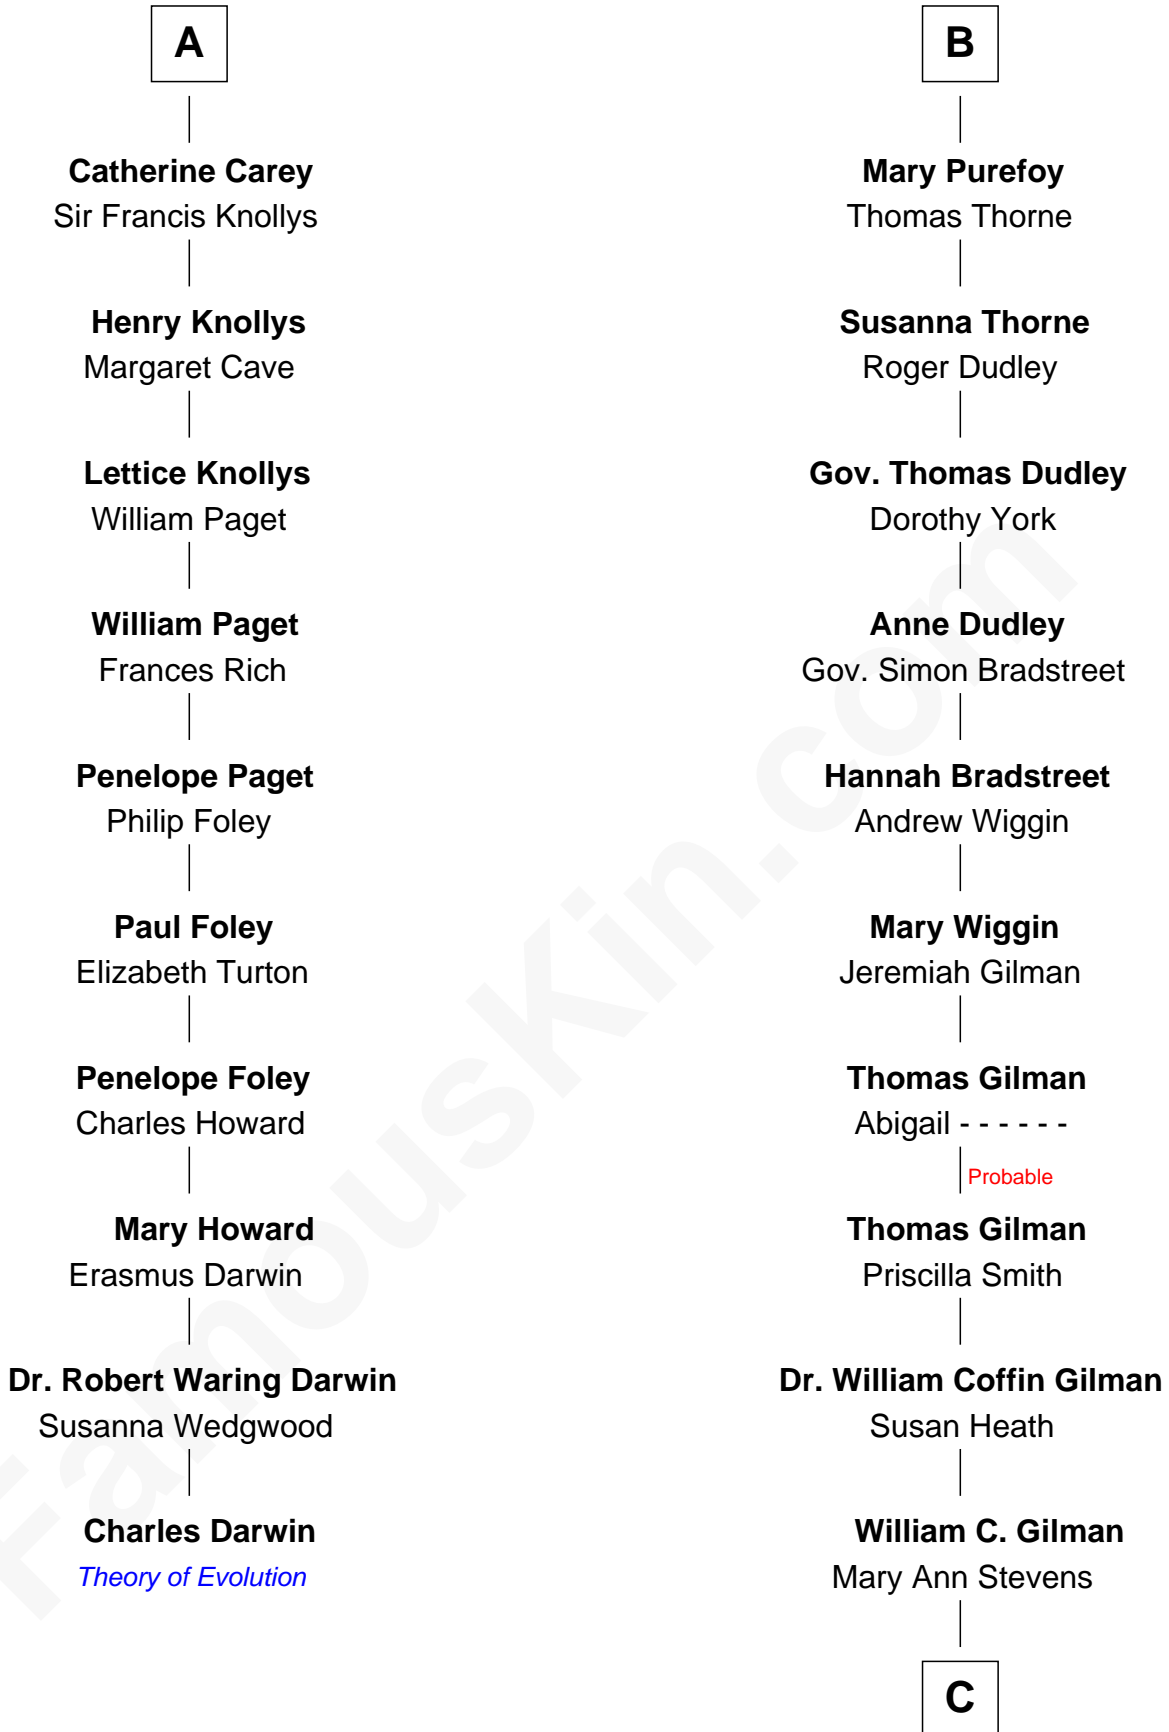 A
Catherine Carey
Sir Francis Knollys
Henry Knollys
Margaret Cave
Lettice Knollys
William Paget
William Paget
Frances Rich
Penelope Paget
Philip Foley
Paul Foley
Elizabeth Turton
Penelope Foley
Charles Howard
Mary Howard
Erasmus Darwin
Dr. Robert Waring Darwin
Susanna Wedgwood
Charles Darwin
Theory of Evolution
B
Mary Purefoy
Thomas Thorne
Susanna Thorne
Roger Dudley
Gov. Thomas Dudley
Dorothy York
Anne Dudley
Gov. Simon Bradstreet
Hannah Bradstreet
Andrew Wiggin
Mary Wiggin
Jeremiah Gilman
Thomas Gilman
Abigail - - - - - -
Probable
Thomas Gilman
Priscilla Smith
Dr. William Coffin Gilman
Susan Heath
William C. Gilman
Mary Ann Stevens
C
FamousKin.com